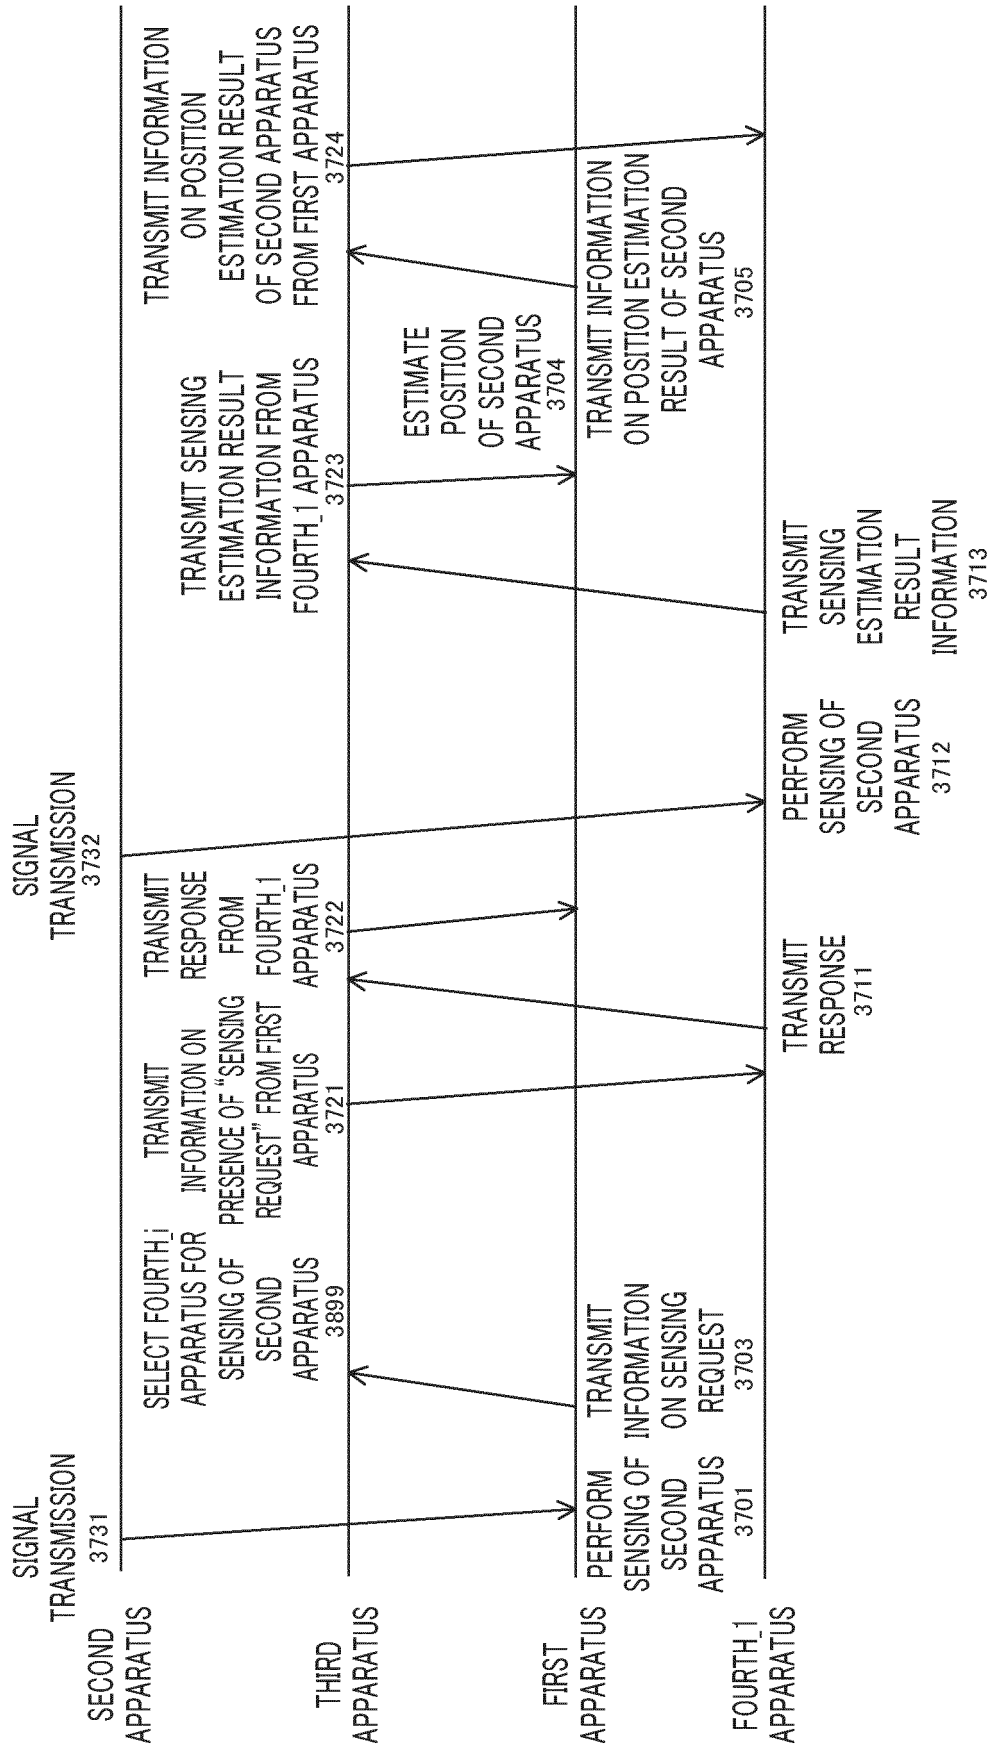 SECOND
APPARATUS
SIGNAL
TRANSMISSION
3731
SIGNAL
TRANSMISSION
3732
THIRD
APPARATUS
SELECT FOURTH_i
APPARATUS FOR
SENSING OF
SECOND
APPARATUS
3899
TRANSMIT
INFORMATION ON
PRESENCE OF "SENSING
REQUEST" FROM FIRST
APPARATUS
3721
TRANSMIT
RESPONSE
FROM
FOURTH_1
APPARATUS
3722
TRANSMIT SENSING
ESTIMATION RESULT
INFORMATION FROM
FOURTH_1 APPARATUS
3723
TRANSMIT INFORMATION
ON POSITION
ESTIMATION RESULT
OF SECOND APPARATUS
FROM FIRST APPARATUS
3724
FIRST
APPARATUS
PERFORM
SENSING OF
SECOND
APPARATUS
3701
TRANSMIT
INFORMATION
ON SENSING
REQUEST
3703
ESTIMATE
POSITION
OF SECOND
APPARATUS
3704
TRANSMIT INFORMATION
ON POSITION ESTIMATION
RESULT OF SECOND
APPARATUS
3705
FOURTH_1
APPARATUS
TRANSMIT
RESPONSE
3711
PERFORM
SENSING OF
SECOND
APPARATUS
3712
TRANSMIT
SENSING
ESTIMATION
RESULT
INFORMATION
3713